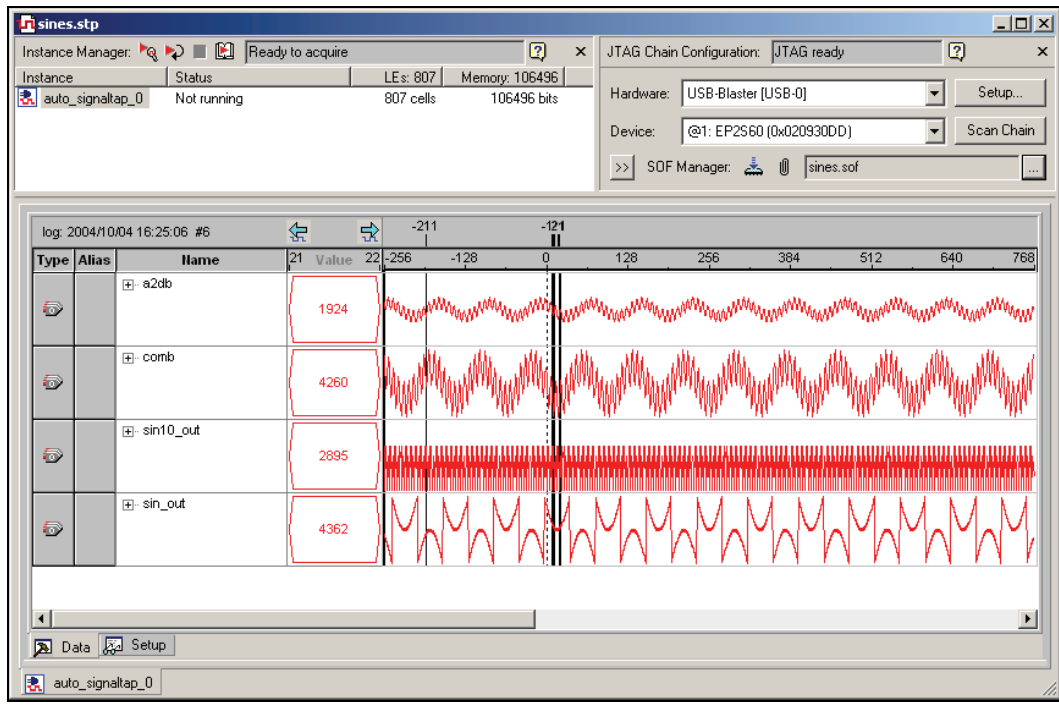 sines.stp
Instance Manager: Ready to acquire
JTAG Chain Configuration: JTAG ready
Instance Status LEs: 807 Memory: 106496
auto_signaltap_0 Not running 807 cells 106496 bits
Hardware: USB-Blaster [USB-0] Setup...
Device: @1: EP2S60 (0x020930DD) Scan Chain
>> SOF Manager: sines.sof ...
log: 2004/10/04 16:25:06 #6 -211
Type Alias Name 21 Value 22 -256 -128 0 128 256 384 512 640 768
a2db 1924
comb 4260
sin10_out 2895
sin_out 4362
Data Setup
auto_signaltap_0